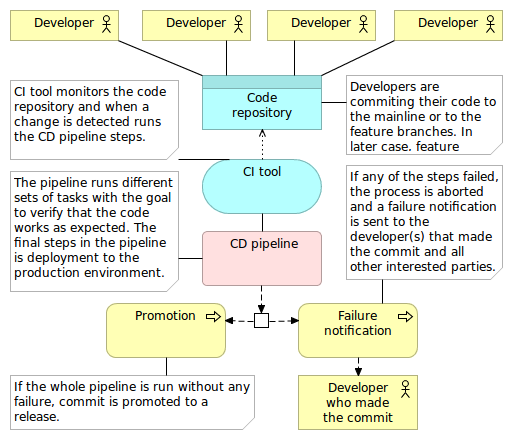 Developer
Developer
Developer
Developer
CI tool monitors the code
repository and when a
change is detected runs
the CD pipeline steps.
Code
repository
Developers are
commiting their code to
the mainline or to the
feature branches. In
later case. feature
CI tool
The pipeline runs different
sets of tasks with the goal
to verify that the code
works as expected. The
final steps in the pipeline
is deployment to the
production environment.
CD pipeline
If any of the steps failed,
the process is aborted
and a failure notification
is sent to the
developer(s) that made
the commit and all
other interested parties.
Promotion
Failure
notification
If the whole pipeline is run without any
failure, commit is promoted to a
release.
Developer
who made
the commit